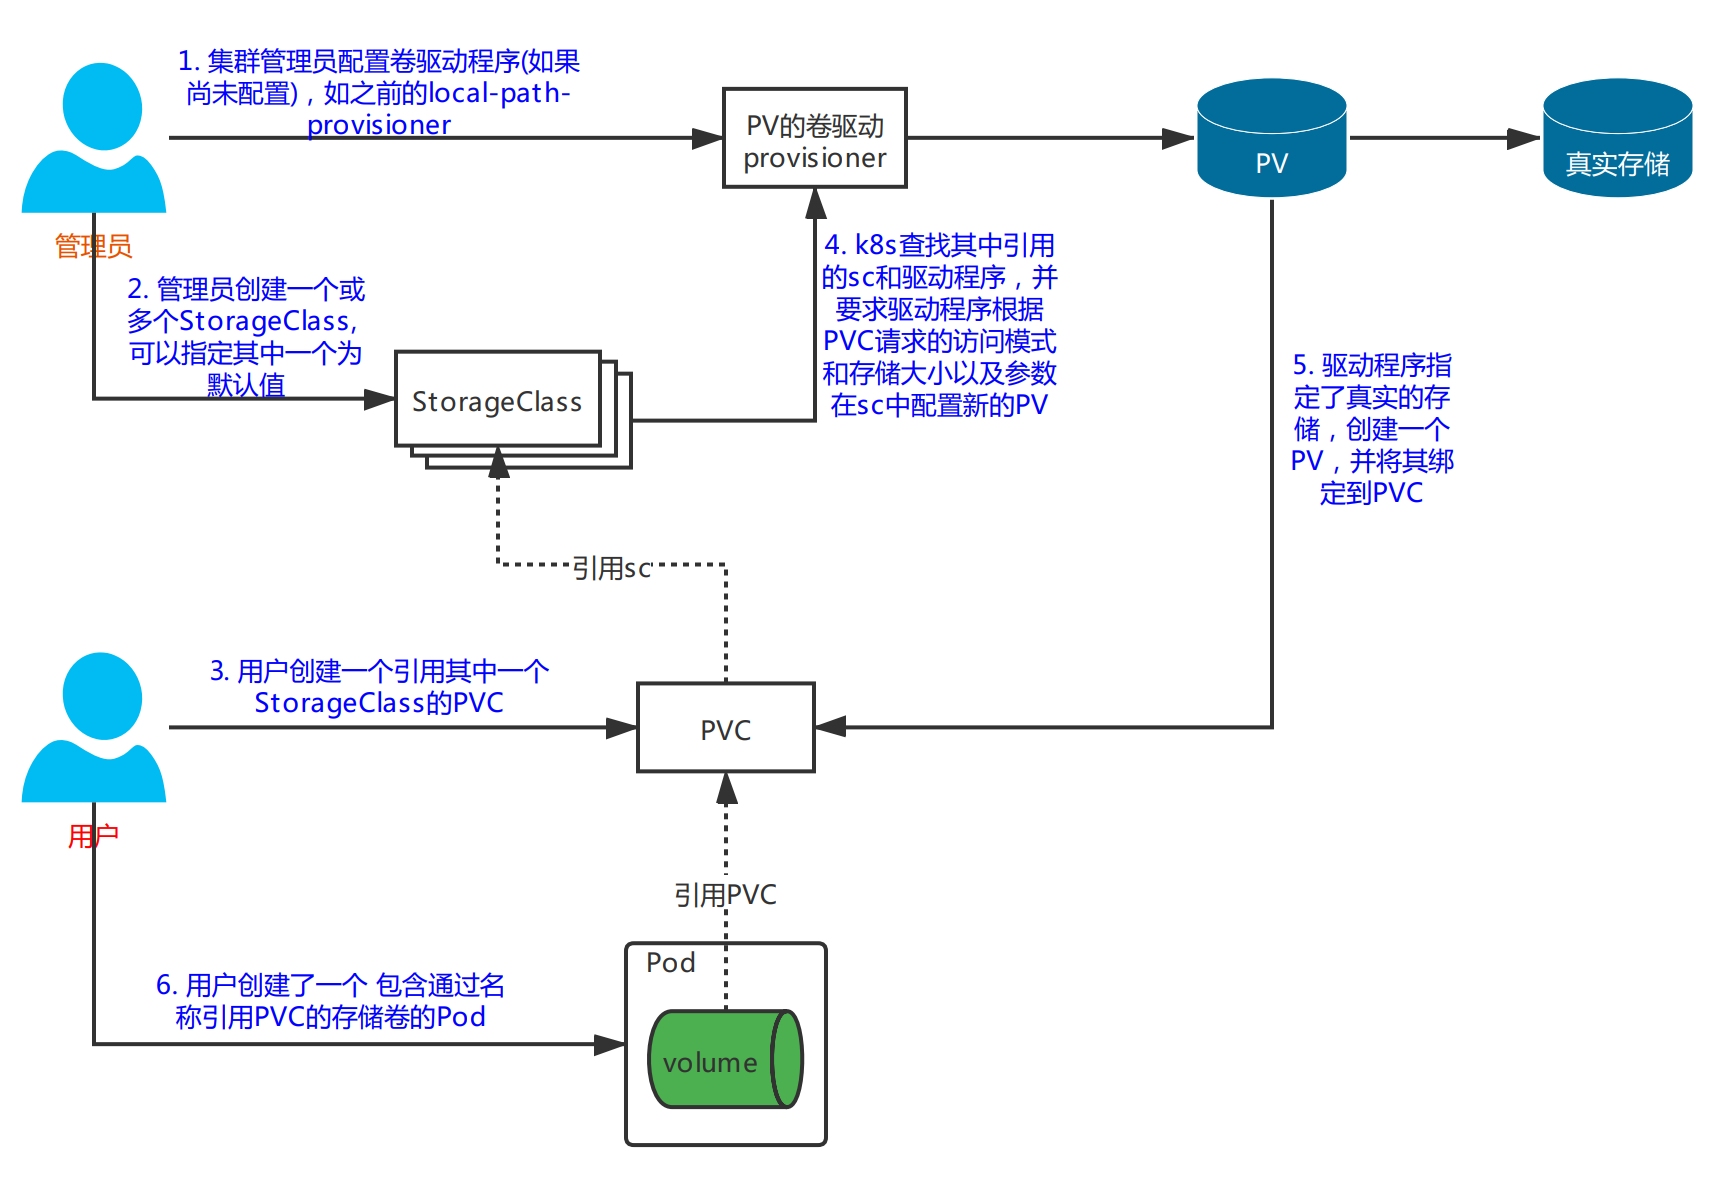 1. 集群管理员配置卷驱动程序(如果
尚未配置)，如之前的local-path-
provisioner
PV的卷驱动
provisioner
PV
真实存储
管理员
2. 管理员创建一个或
多个StorageClass,
可以指定其中一个为
默认值
StorageClass
4. k8s查找其中引用
的sc和驱动程序，并
要求驱动程序根据
PVC请求的访问模式
和存储大小以及参数
在sc中配置新的PV
5. 驱动程序指
定了真实的存
储，创建一个
PV，并将其绑
定到PVC
引用sc
3. 用户创建一个引用其中一个
StorageClass的PVC
PVC
用户
引用PVC
6. 用户创建了一个 包含通过名
称引用PVC的存储卷的Pod
Pod
volume